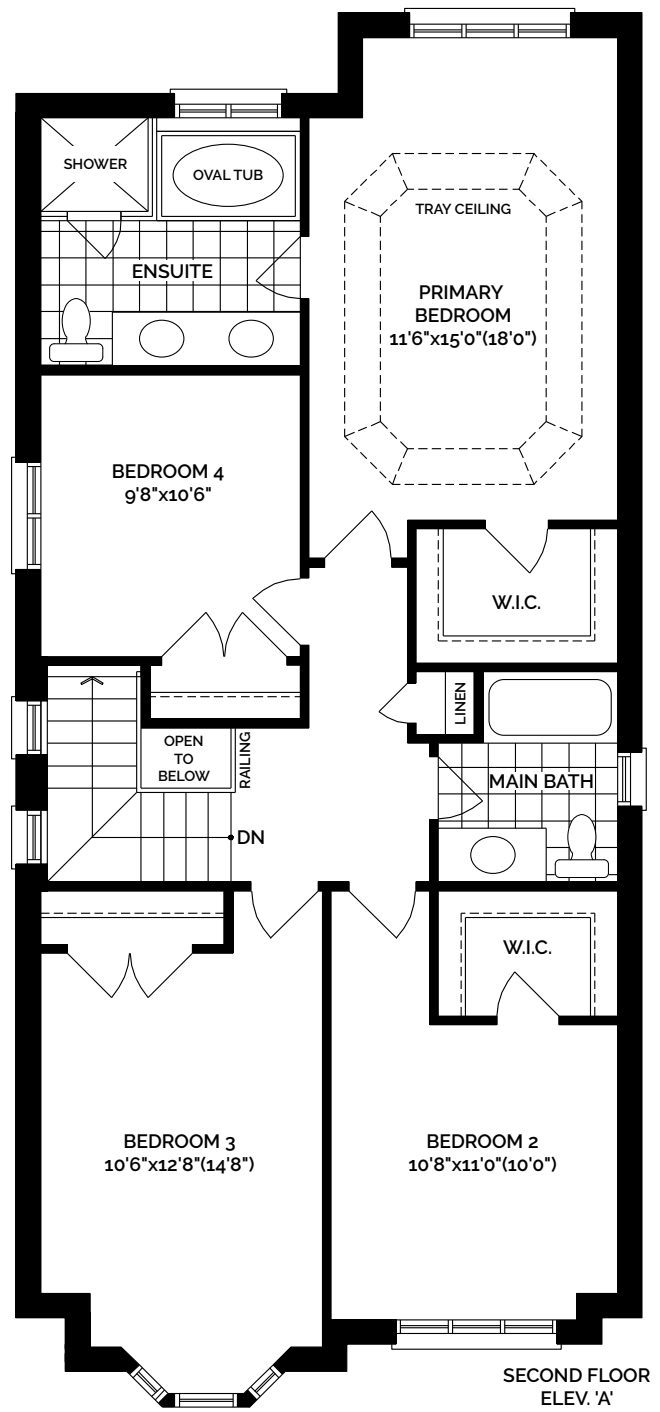 SHOWER
OVAL TUB
TRAY CEILING
ENSUITE
PRIMARY
BEDROOM
11'6"x15'0"(18'0")
BEDROOM 4
9'8"x10'6"
W.I.C.
LINEN
OPEN
TO
BELOW
RAILING
MAIN BATH
DN
W.I.C.
BEDROOM 3
10'6"x12'8"(14'8")
BEDROOM 2
10'8"x11'0"(10'0")
SECOND FLOOR
ELEV. 'A'